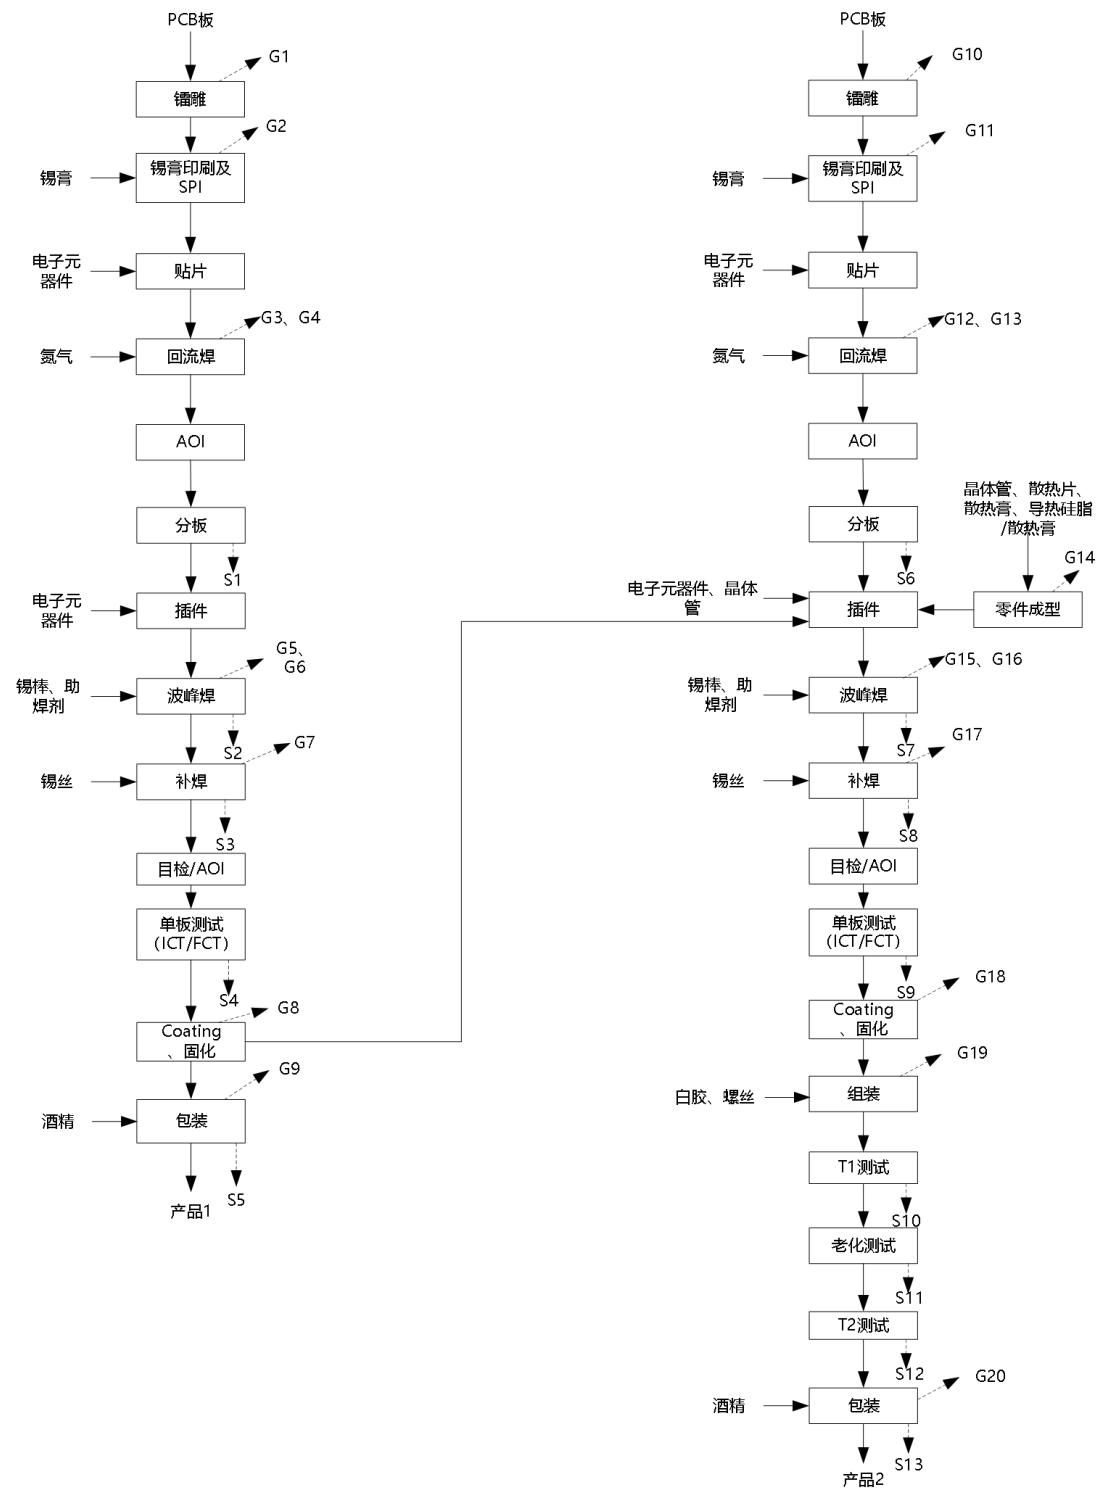 PCB板
G1
镭雕
G2
锡膏
锡膏印刷及
SPI
电子元
器件
贴片
G3、G4
氮气
回流焊
AOI
分板
S1
电子元
器件
插件
G5、
G6
锡棒、助
焊剂
波峰焊
S2
G7
锡丝
补焊
S3
目检/AOI
单板测试
（ICT/FCT）
S4
G8
Coating
、固化
G9
酒精
包装
S5
产品1
PCB板
G10
镭雕
G11
锡膏
锡膏印刷及
SPI
电子元
器件
贴片
G12、G13
氮气
回流焊
AOI
分板
S6
晶体管、散热片、
散热膏、导热硅脂
/散热膏
G14
零件成型
电子元器件、晶体
管
插件
G15、G16
锡棒、助
焊剂
波峰焊
S7
G17
锡丝
补焊
S8
目检/AOI
单板测试
（ICT/FCT）
S9
G18
Coating
、固化
G19
白胶、螺丝
组装
T1测试
S10
老化测试
S11
T2测试
S12
G20
酒精
包装
S13
产品2